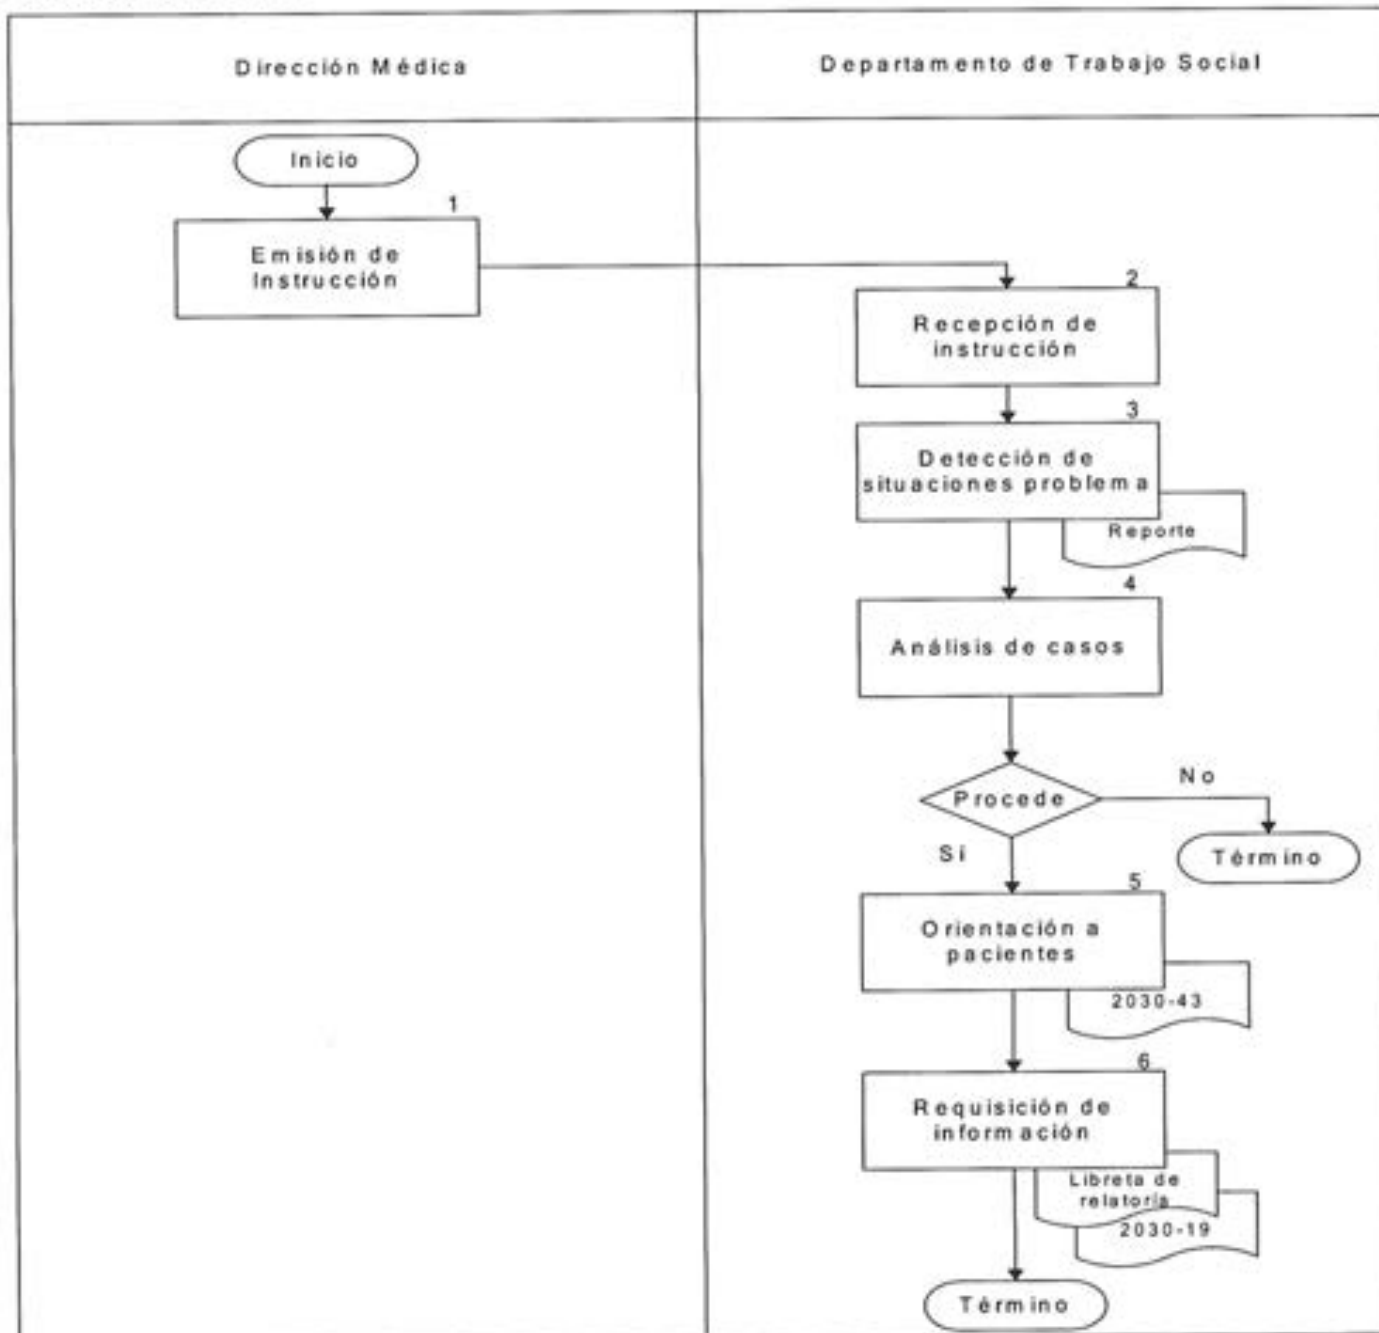 Dirección Médica
Departamento de Trabajo Social
Inicio
1
Emisión de
Instrucción
2
Recepción de
instrucción
3
Detección de
situaciones problema
Reporte
4
Análisis de casos
Procede
No
Término
Si
5
Orientación a
pacientes
2030-43
6
Requisición de
información
Libreta de
relatoría
2030-19
Término